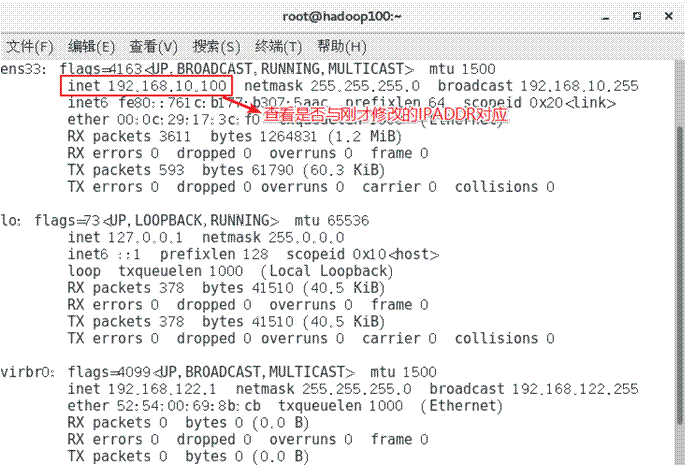 root@hadoop100:~
文件(F) 编辑(E) 查看(V) 搜索(S) 终端(T) 帮助(H)
ens33: flags=4163<UP,BROADCAST,RUNNING,MULTICAST> mtu 1500
inet 192.168.10.100 netmask 255.255.255.0 broadcast 192.168.10.255
inet6 fe80::761c:b177:b307:5aac prefixlen 64 scopeid 0x20<link>
查看是否与刚才修改的IPADDR对应
ether 00:0c:29:17:3c:f0 (Ethernet)
RX packets 3611 bytes 1264831 (1.2 MiB)
RX errors 0 dropped 0 overruns 0 frame 0
TX packets 593 bytes 61790 (60.3 KiB)
TX errors 0 dropped 0 overruns 0 carrier 0 collisions 0
lo: flags=73<UP,LOOPBACK,RUNNING> mtu 65536
inet 127.0.0.1 netmask 255.0.0.0
inet6 ::1 prefixlen 128 scopeid 0x10<host>
loop txqueuelen 1000 (Local Loopback)
RX packets 378 bytes 41510 (40.5 KiB)
RX errors 0 dropped 0 overruns 0 frame 0
TX packets 378 bytes 41510 (40.5 KiB)
TX errors 0 dropped 0 overruns 0 carrier 0 collisions 0
virbr0: flags=4099<UP,BROADCAST,MULTICAST> mtu 1500
inet 192.168.122.1 netmask 255.255.255.0 broadcast 192.168.122.255
ether 52:54:00:69:8b:cb txqueuelen 1000 (Ethernet)
RX packets 0 bytes 0 (0.0 B)
RX errors 0 dropped 0 overruns 0 frame 0
TX packets 0 bytes 0 (0.0 B)